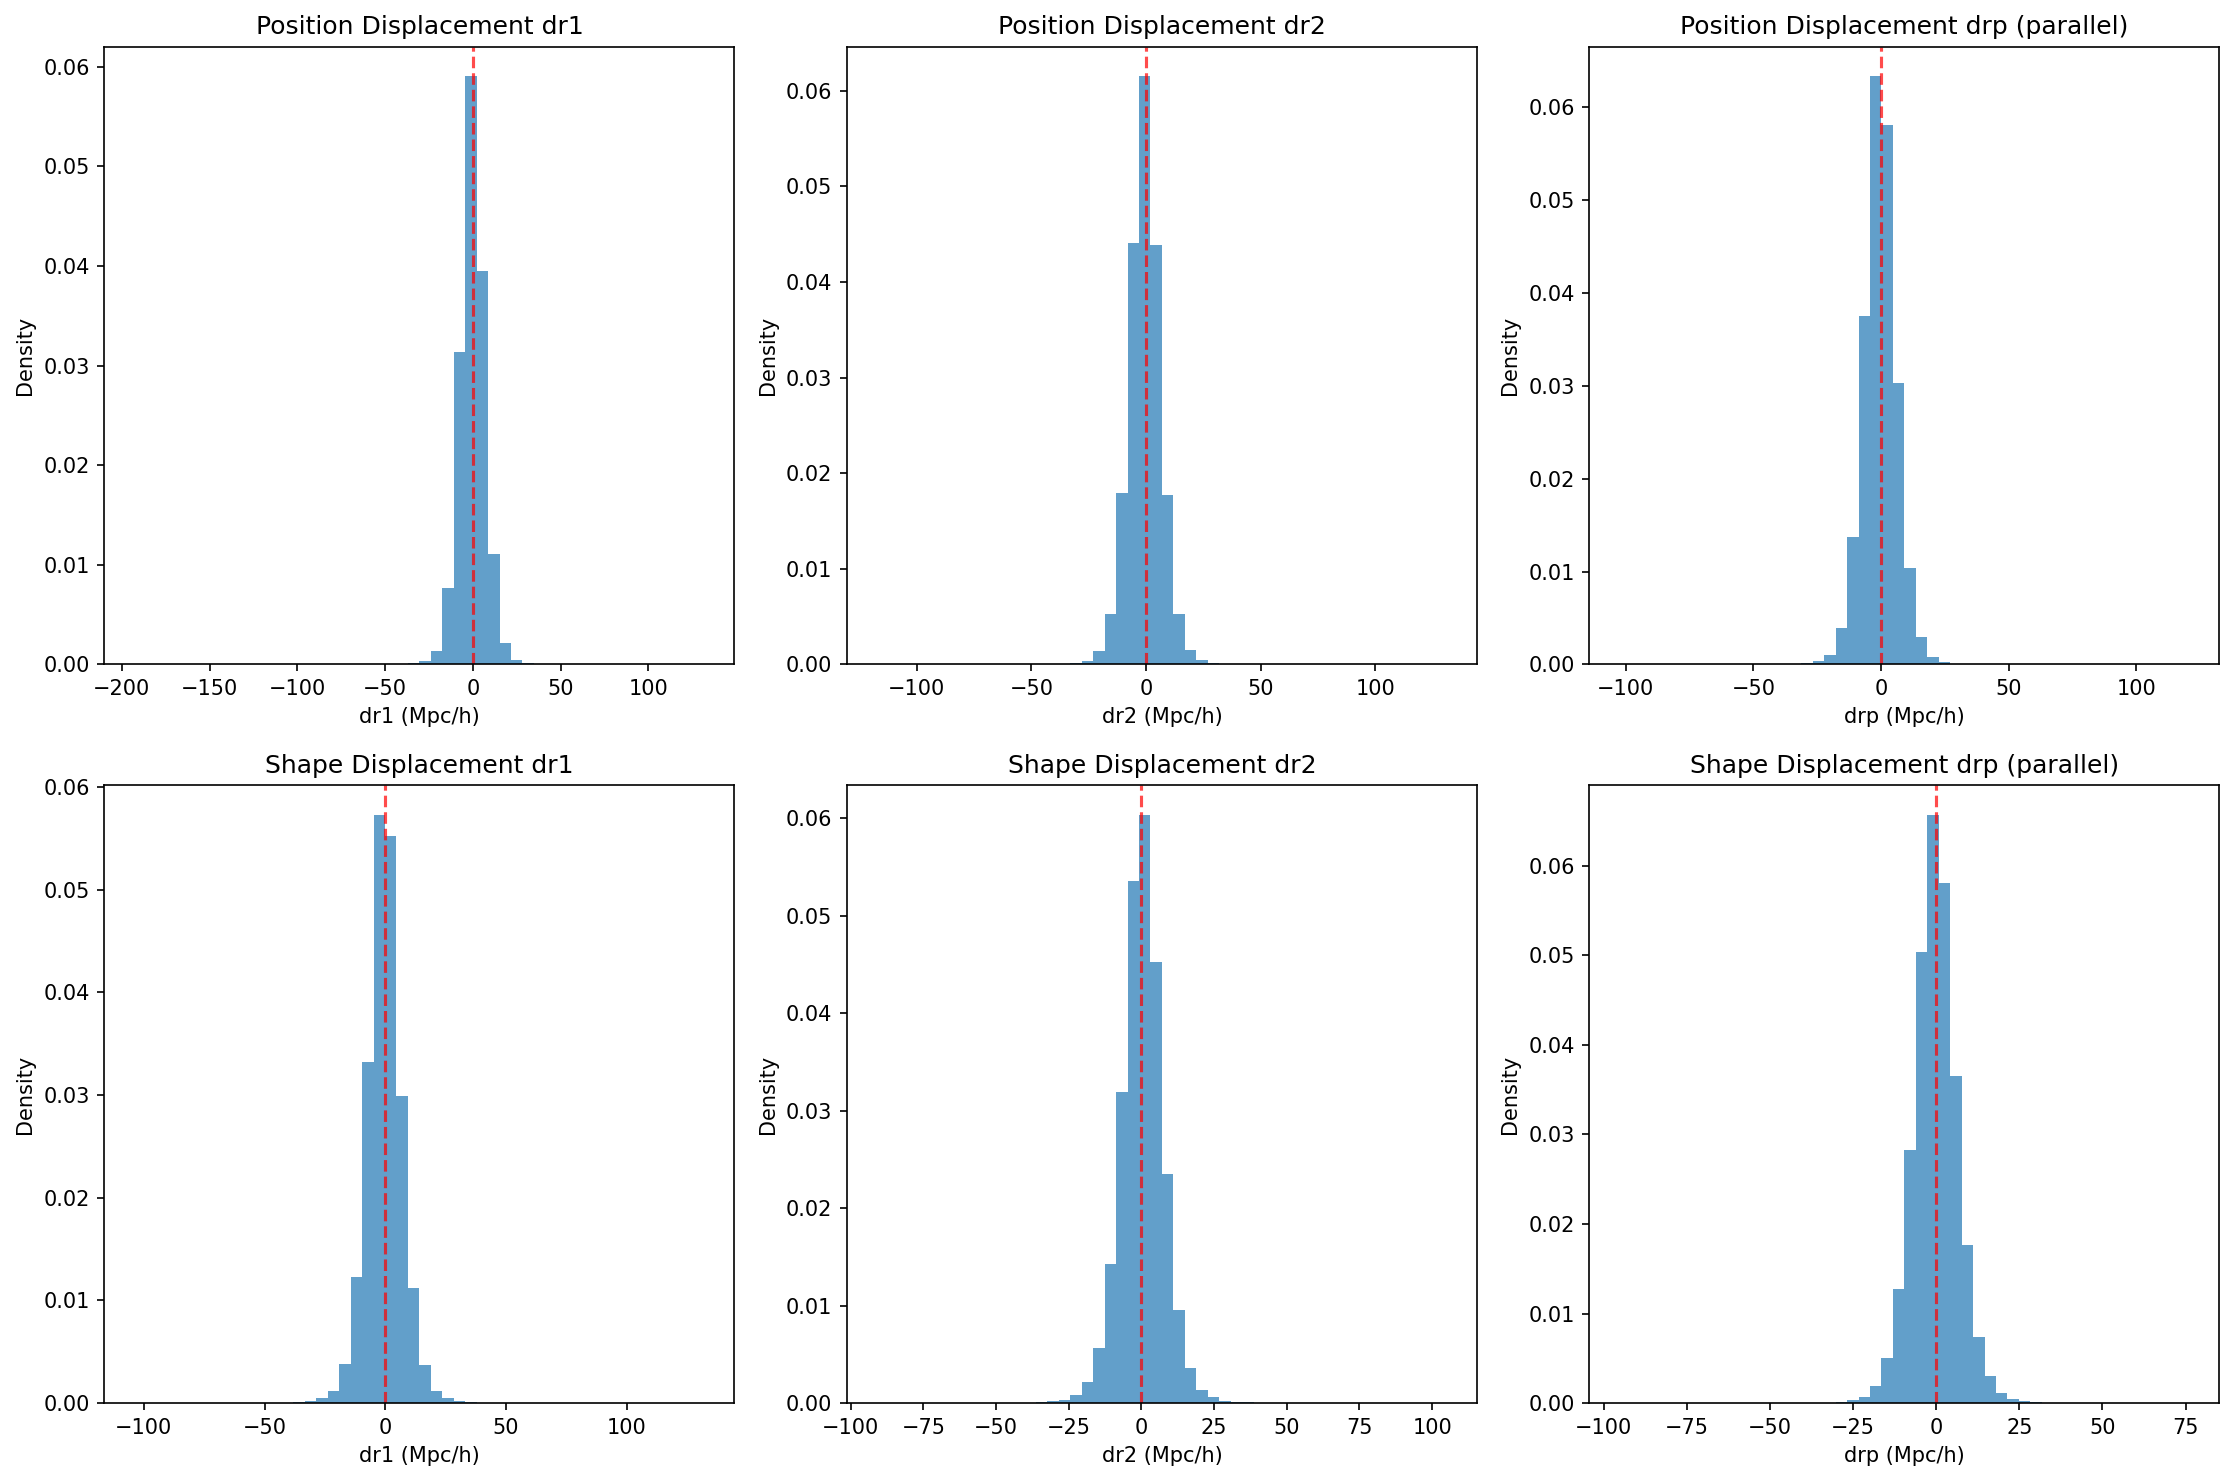 Position Displacement dr1
Position Displacement dr2
Position Displacement drp (parallel)
0.06
0.05
0.04
0.03
0.02
0.01
0.00
Density
−200 −150 −100 −50 0 50 100
dr1 (Mpc/h)
0.06
0.05
0.04
0.03
0.02
0.01
0.00
Density
−100 −50 0 50 100
dr2 (Mpc/h)
0.06
0.05
0.04
0.03
0.02
0.01
0.00
Density
−100 −50 0 50 100
drp (Mpc/h)
Shape Displacement dr1
Shape Displacement dr2
Shape Displacement drp (parallel)
0.06
0.05
0.04
0.03
0.02
0.01
0.00
Density
−100 −50 0 50 100
dr1 (Mpc/h)
0.06
0.05
0.04
0.03
0.02
0.01
0.00
Density
−100 −75 −50 −25 0 25 50 75 100
dr2 (Mpc/h)
0.06
0.05
0.04
0.03
0.02
0.01
0.00
Density
−100 −75 −50 −25 0 25 50 75
drp (Mpc/h)